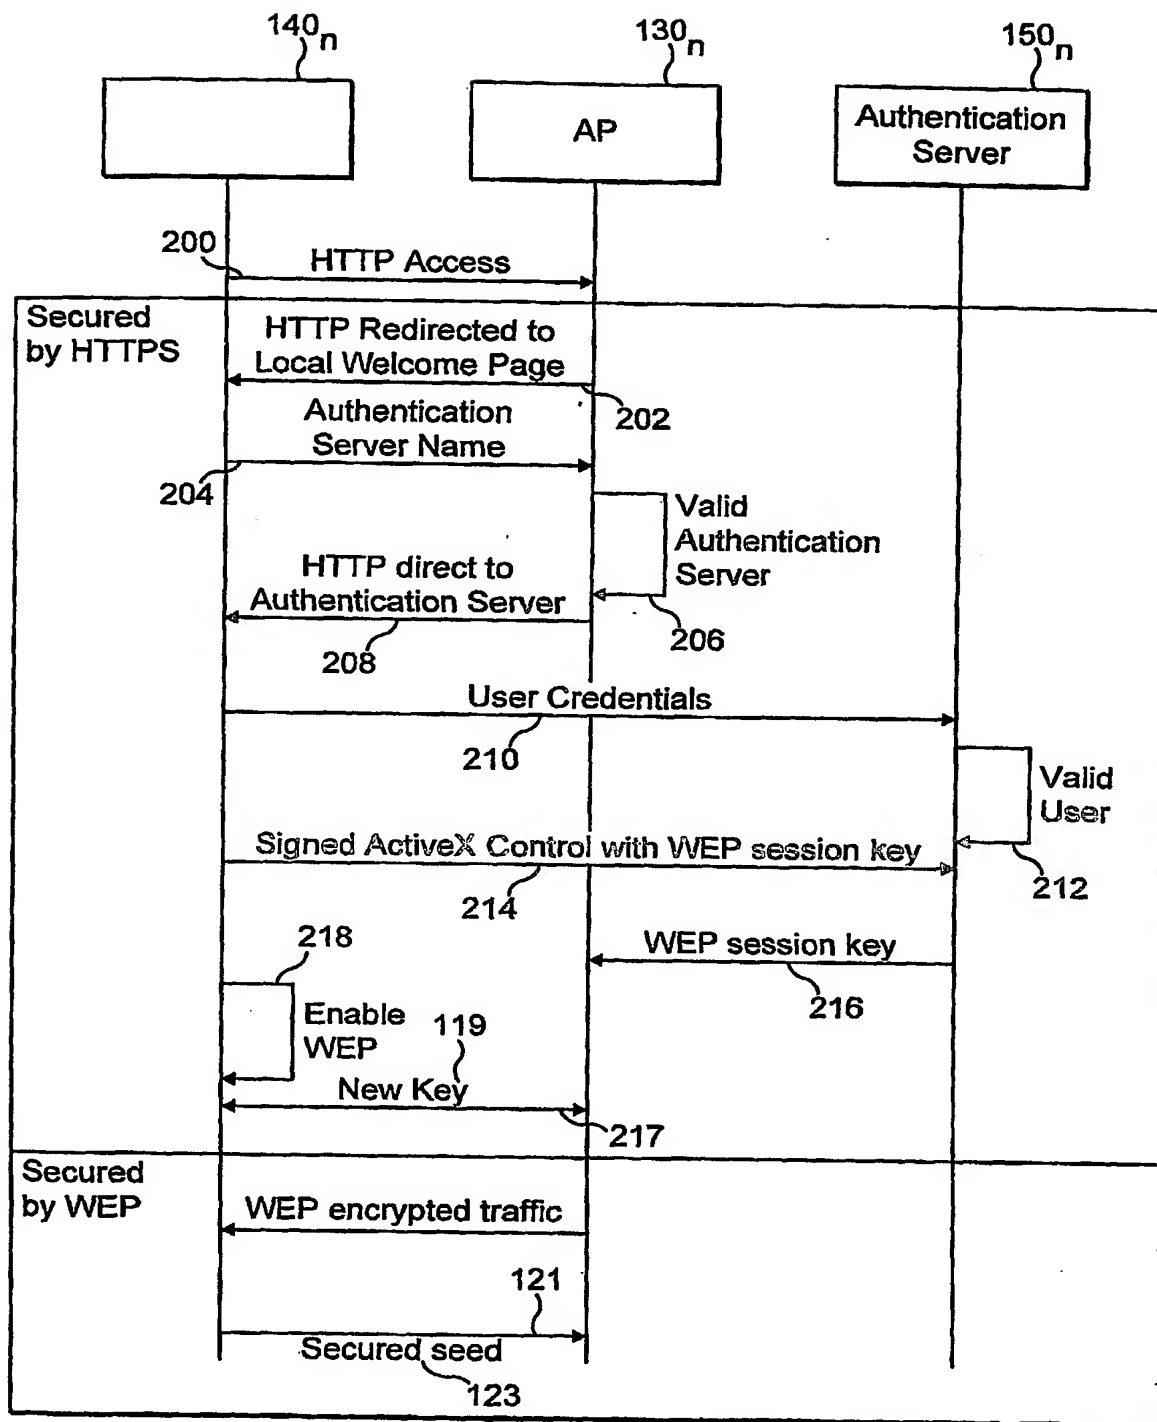 140n
130n
150n
AP
Authentication
Server
200
HTTP Access
Secured
by HTTPS
HTTP Redirected to
Local Welcome Page
202
Authentication
Server Name
204
Valid
Authentication
Server
HTTP direct to
Authentication Server
206
208
User Credentials
210
Valid
User
Signed ActiveX Control with WEP session key
212
214
218
WEP session key
216
Enable
WEP
119
New Key
217
Secured
by WEP
WEP encrypted traffic
121
Secured seed
123